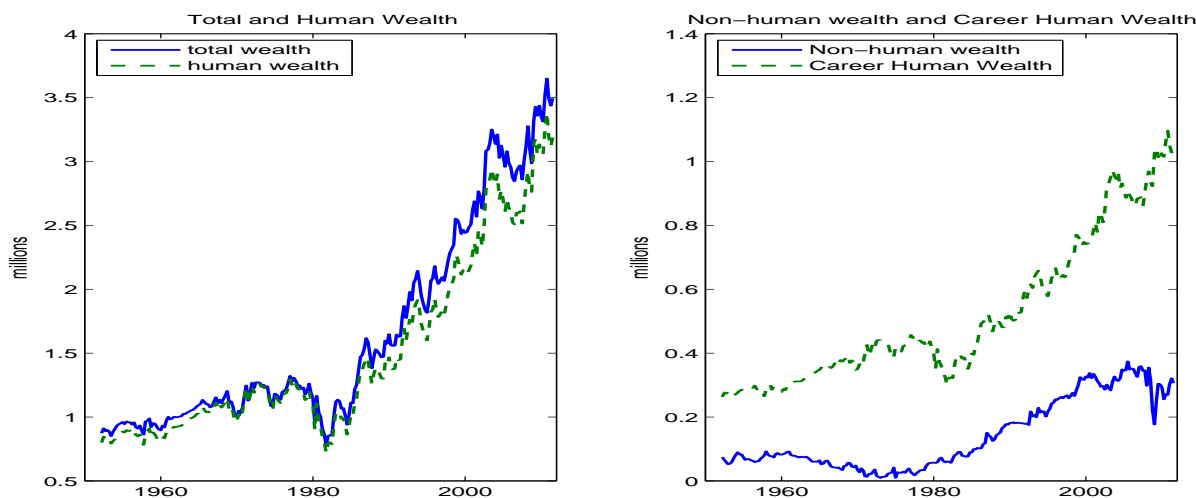 Total and Human Wealth
4
3.5
3
2.5
2
1.5
1
0.5
millions
total wealth
human wealth
1960 1980 2000
Non−human wealth and Career Human Wealth
1.4
1.2
1
0.8
0.6
0.4
0.2
0
millions
Non−human wealth
Career Human Wealth
1960 1980 2000